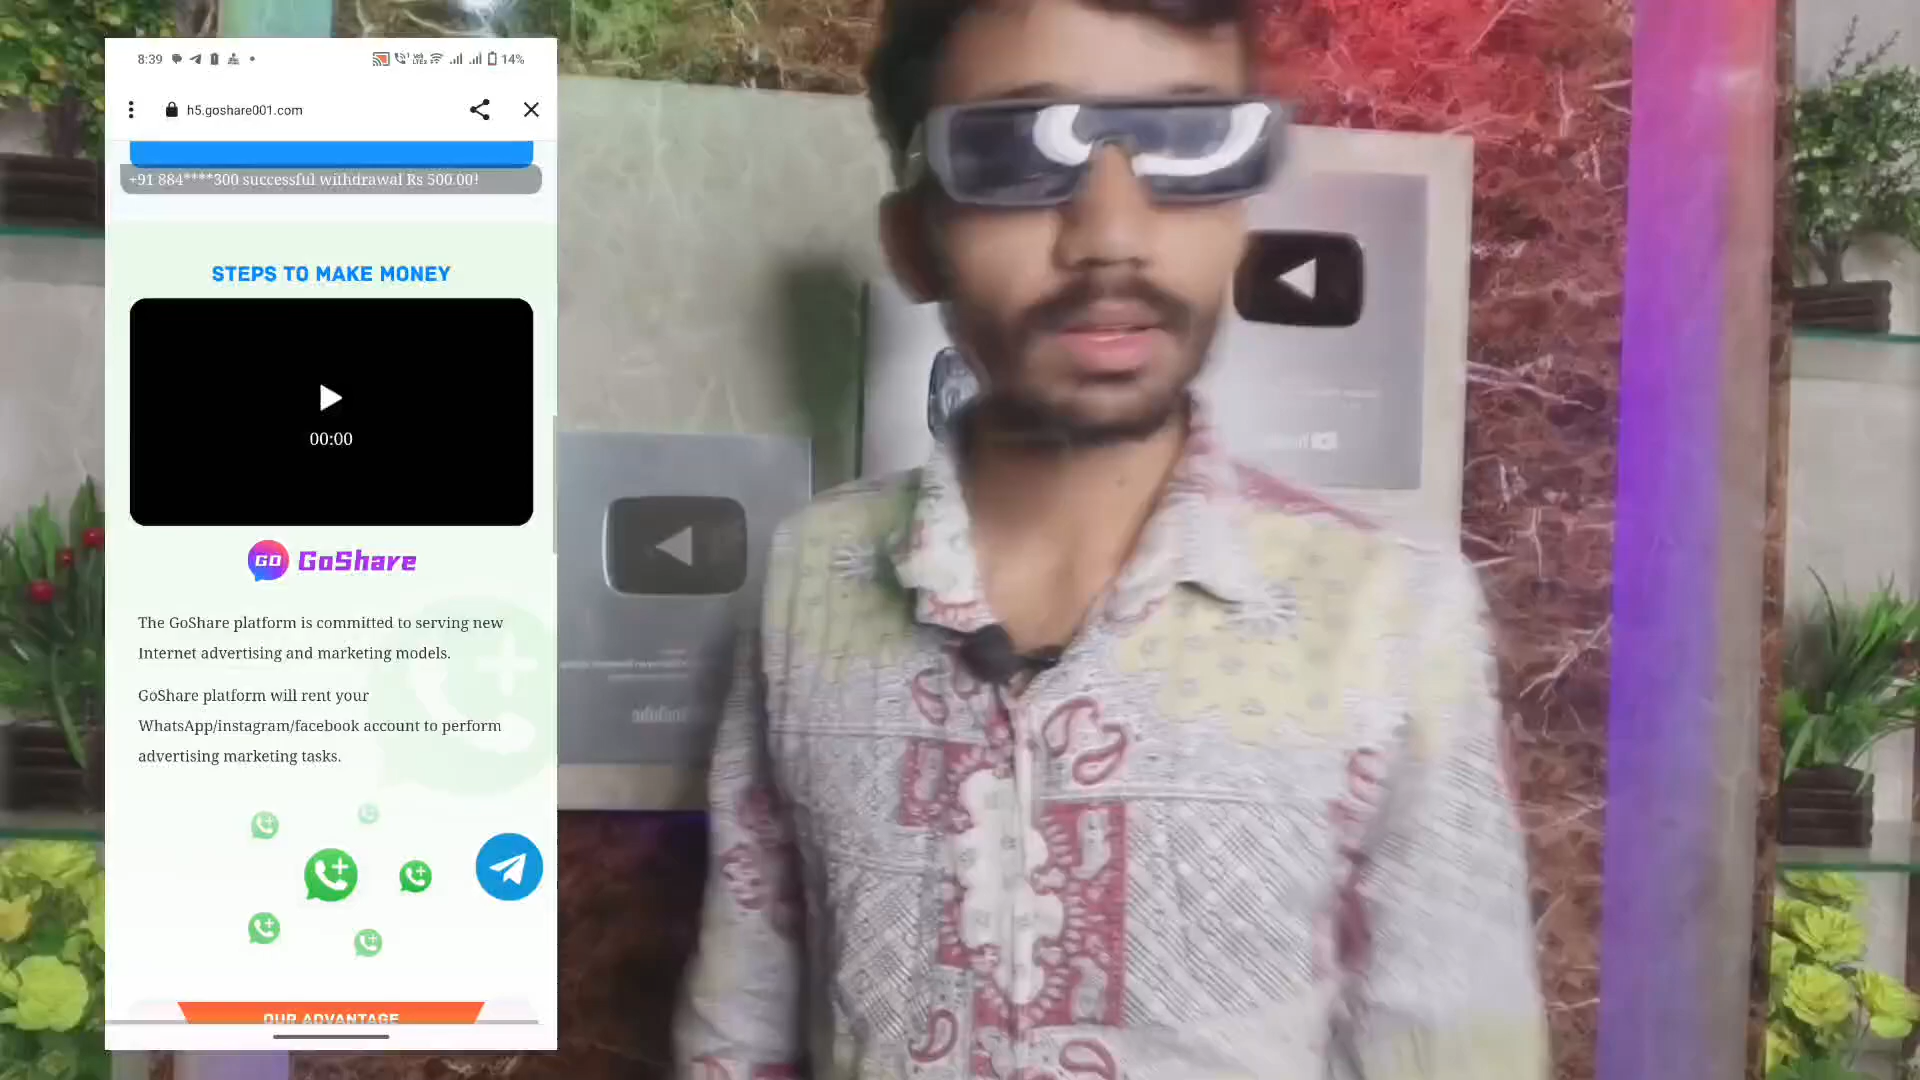 8:39
14%
h5.goshare001.com
+91 884****300 successful withdrawal Rs 500.00!
STEPS TO MAKE MONEY
00:00
GO GoShare
The GoShare platform is committed to serving new
Internet advertising and marketing models.
GoShare platform will rent your
WhatsApp/instagram/facebook account to perform
advertising marketing tasks.
OUR ADVANTAGE
YouTube